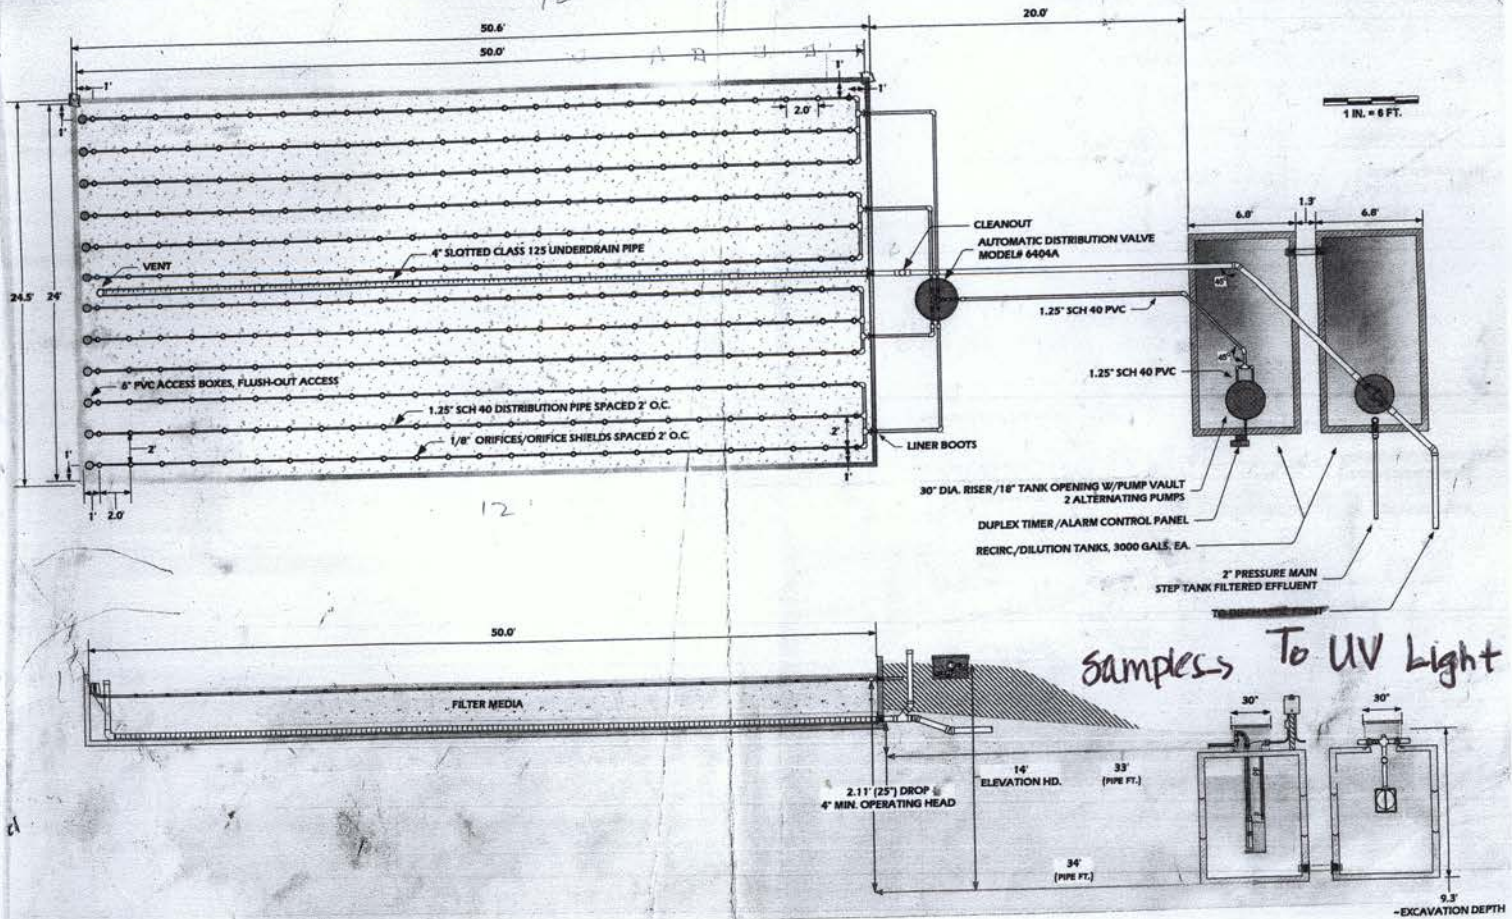 50.6'
20.0'
50.0'
1'
1'
1'
1'
2.0'
1 IN. = 6 FT.
6.8'
1.3'
6.8'
CLEANOUT
AUTOMATIC DISTRIBUTION VALVE
MODEL# 6404A
4" SLOTTED CLASS 125 UNDERDRAIN PIPE
VENT
24.5'
24'
45°
1.25" SCH 40 PVC
45°
1.25" SCH 40 PVC
6" PVC ACCESS BOXES, FLUSH-OUT ACCESS
1.25" SCH 40 DISTRIBUTION PIPE SPACED 2' O.C.
1/8" ORIFICES/ORIFICE SHIELDS SPACED 2' O.C.
2'
2'
LINER BOOTS
1'
1'
1'
2.0'
12'
30" DIA. RISER/18" TANK OPENING W/PUMP VAULT
2 ALTERNATING PUMPS
DUPLEX TIMER/ALARM CONTROL PANEL
RECIRC./DILUTION TANKS, 3000 GALS. EA.
2" PRESSURE MAIN
STEP TANK FILTERED EFFLUENT
TO DISCHARGE POINT
50.0'
Samples
To UV Light
FILTER MEDIA
30"
30"
14'
ELEVATION HD.
33'
(PIPE FT.)
2.11' (25") DROP
4" MIN. OPERATING HEAD
34'
(PIPE FT.)
9.3'
~EXCAVATION DEPTH